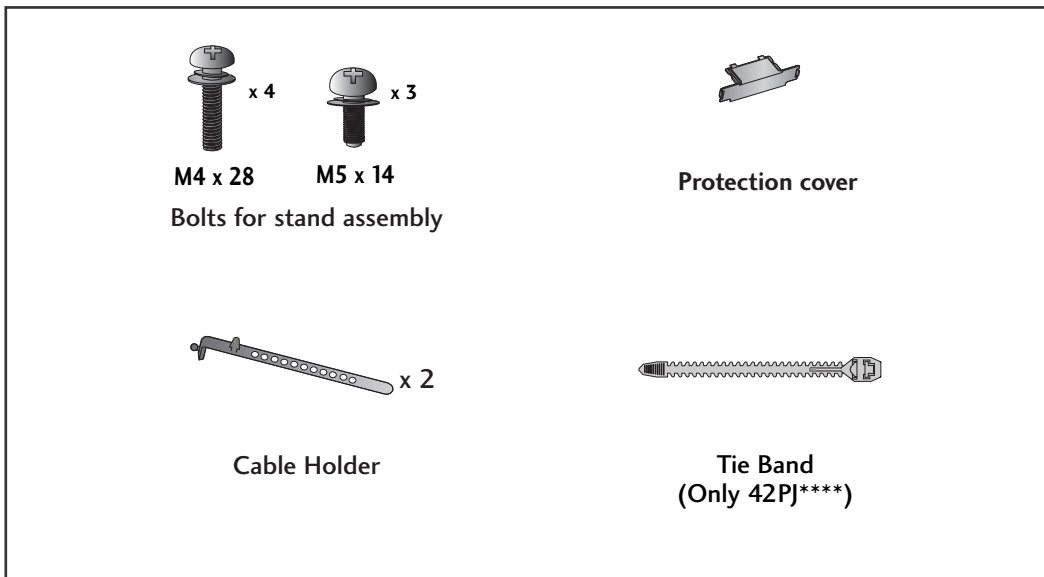 x 4
x 3
M4 x 28
M5 x 14
Bolts for stand assembly
Protection cover
x 2
Cable Holder
Tie Band
(Only 42PJ****)